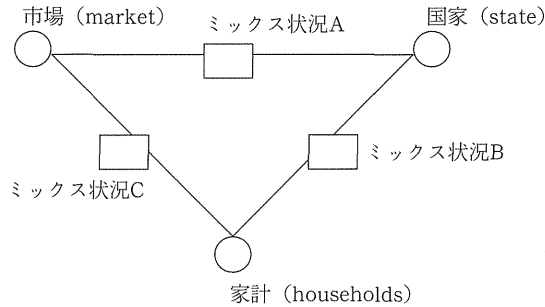 市場（market）
ミックス状況A
国家（state）
ミックス状況B
ミックス状況C
家計（households）